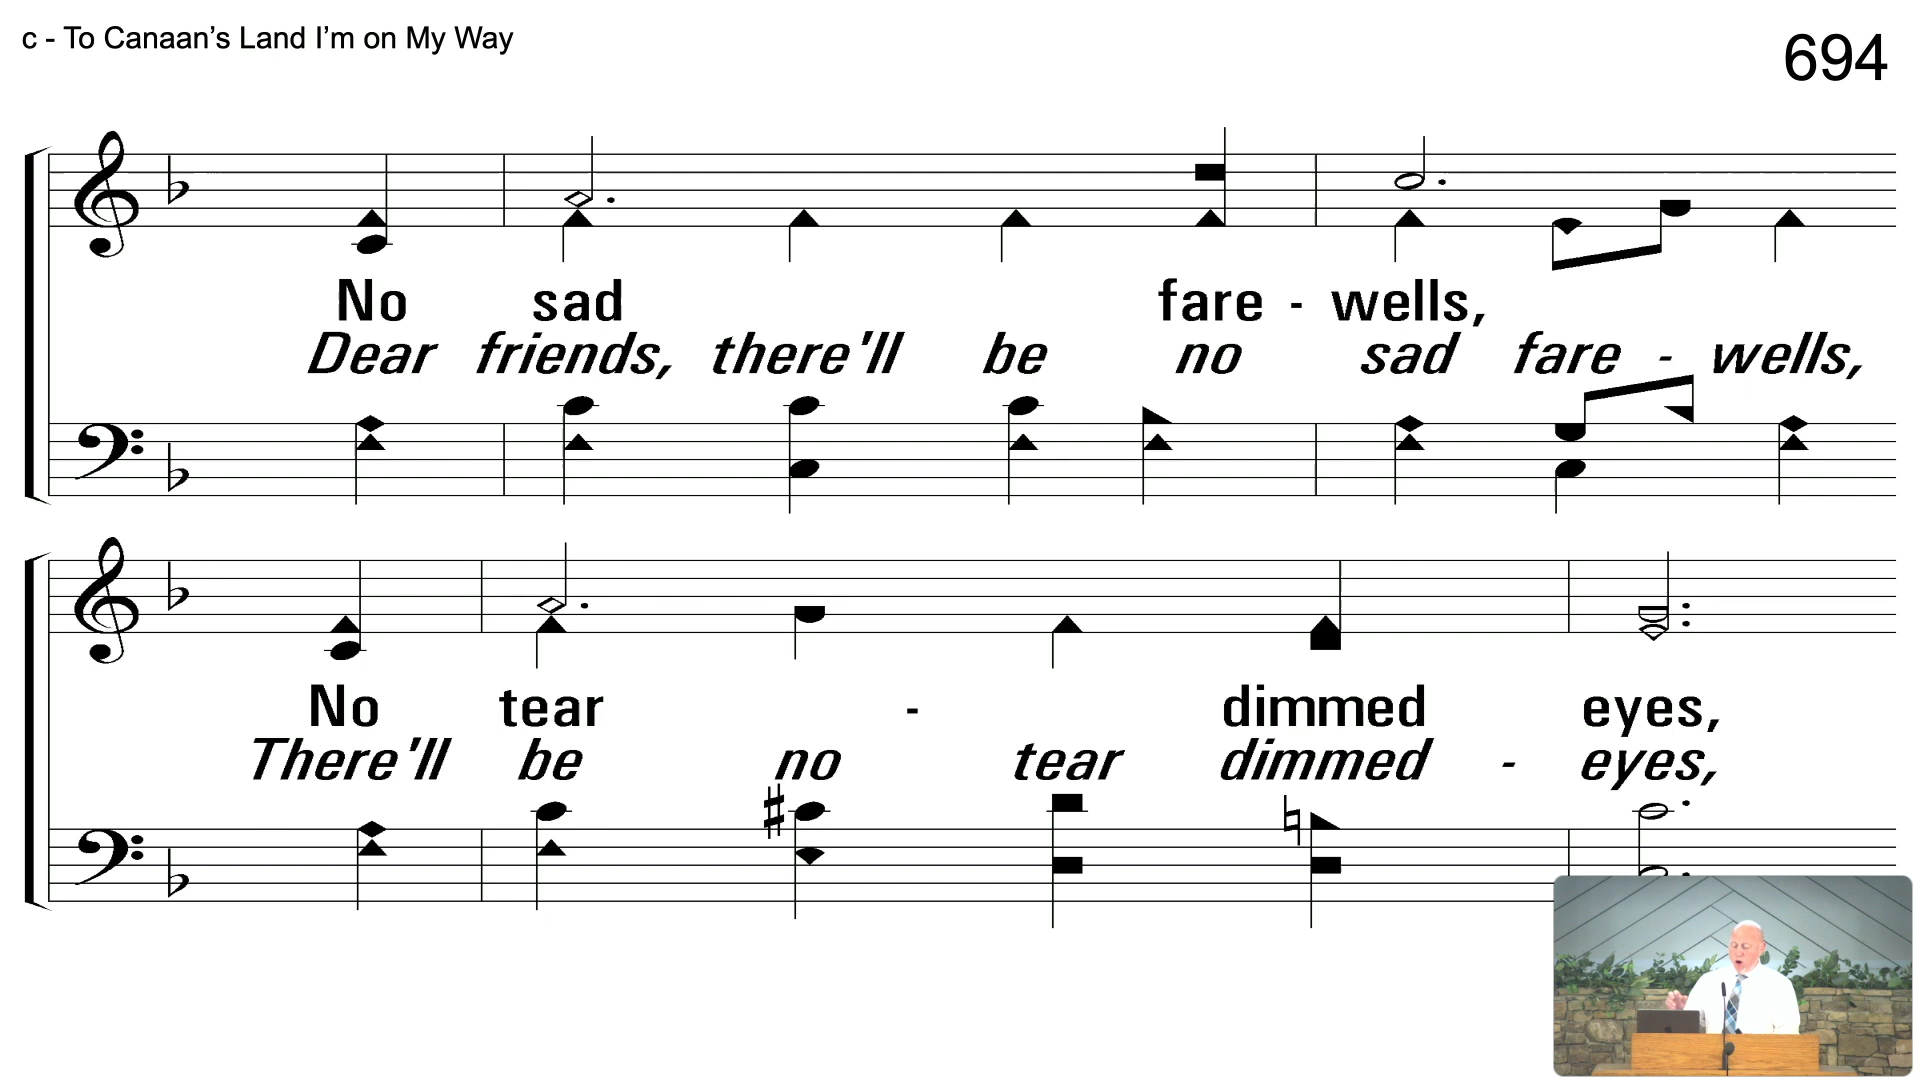 c - To Canaan’s Land I’m on My Way
694
No sad fare - wells,
Dear friends, there'll be no sad fare - wells,
No tear - dimmed eyes,
There'll be no tear dimmed - eyes,